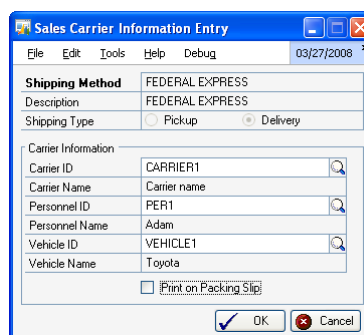 Sales Carrier Information Entry
File Edit Tools Help Debug 03/27/2008
Shipping Method FEDERAL EXPRESS
Description FEDERAL EXPRESS
Shipping Type Pickup Delivery
Carrier Information
Carrier ID CARRIER1
Carrier Name Carrier name
Personnel ID PER1
Personnel Name Adam
Vehicle ID VEHICLE1
Vehicle Name Toyota
Print on Packing Slip
OK Cancel